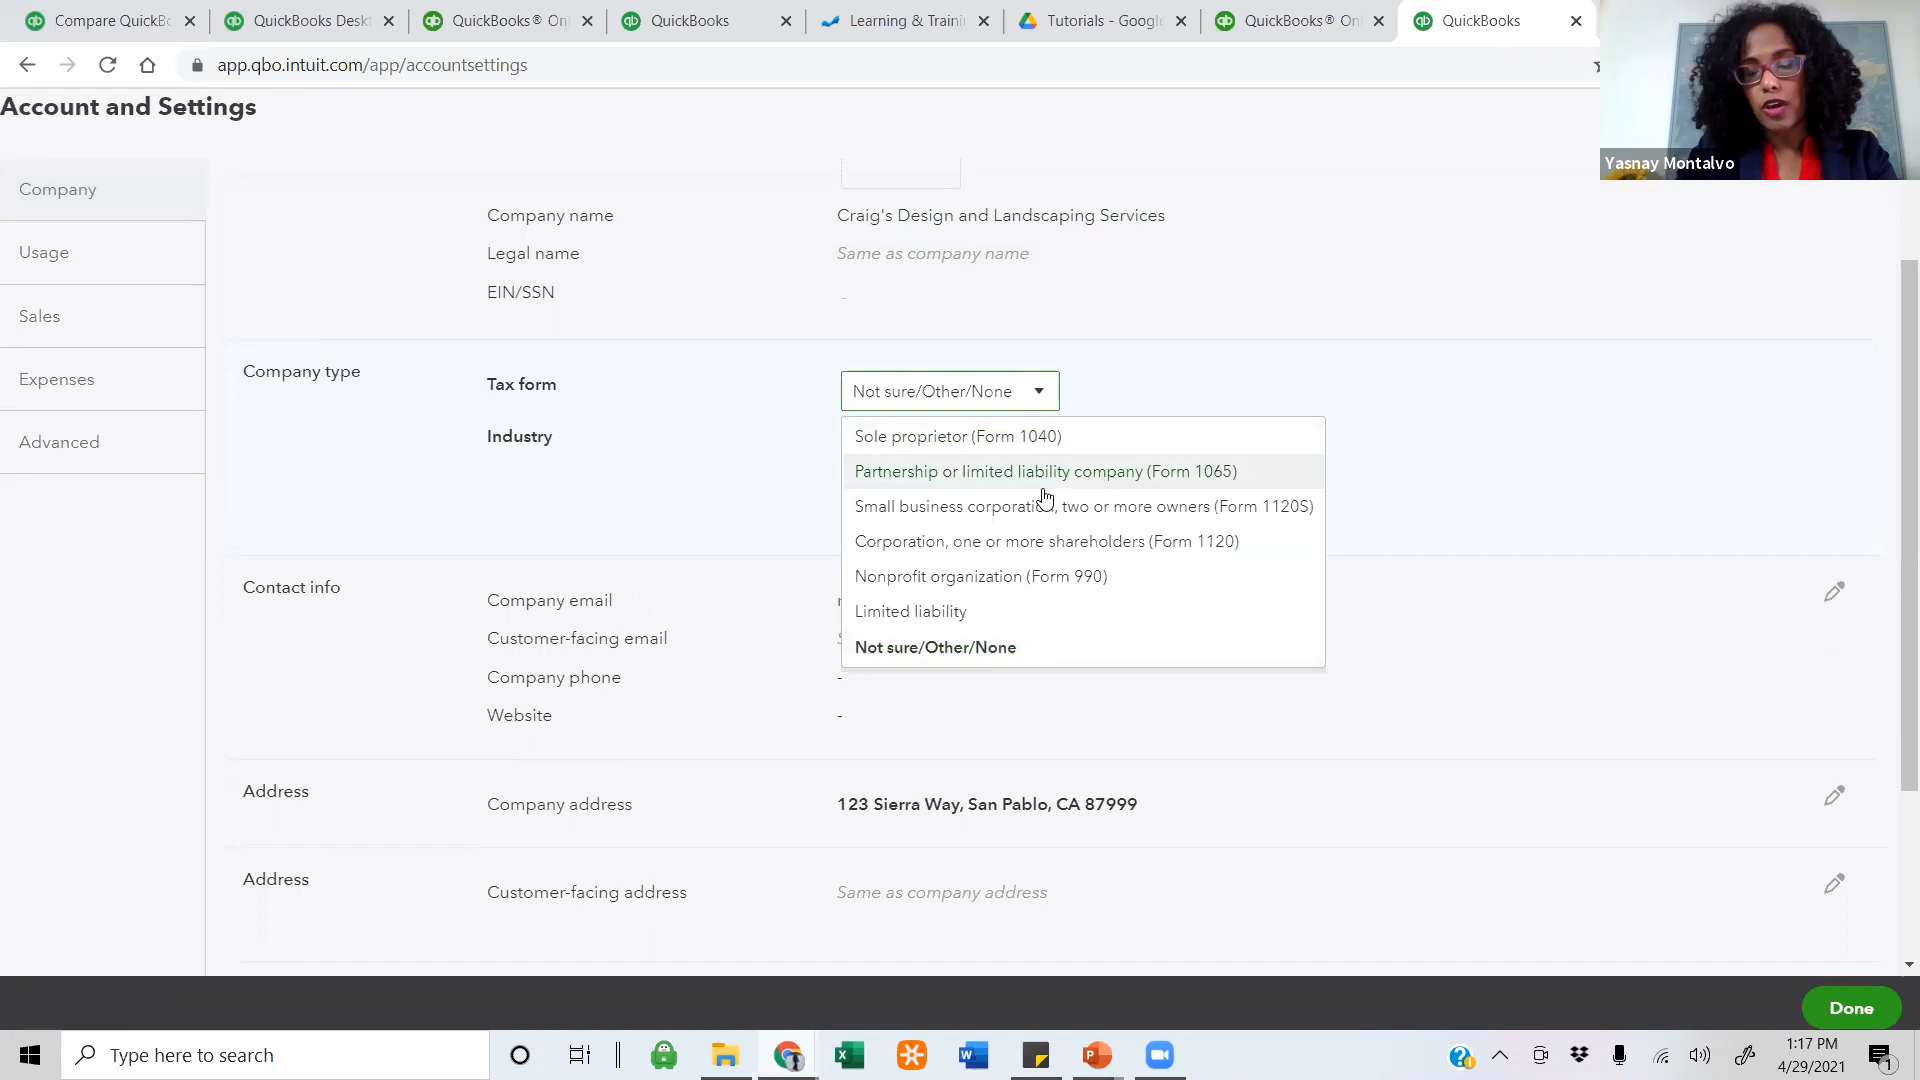 Compare QuickBo
QuickBooks Deskt
QuickBooks® On
QuickBooks
Learning & Trainin
Tutorials - Google
QuickBooks® On
QuickBooks
app.qbo.intuit.com/app/accountsettings
Account and Settings
Yasnay Montalvo
Company
Usage
Sales
Expenses
Advanced
Company name
Craig's Design and Landscaping Services
Legal name
Same as company name
EIN/SSN
-
Company type
Tax form
Not sure/Other/None
Industry
Sole proprietor (Form 1040)
Partnership or limited liability company (Form 1065)
Small business corporation, two or more owners (Form 1120S)
Corporation, one or more shareholders (Form 1120)
Nonprofit organization (Form 990)
Limited liability
Not sure/Other/None
Contact info
Company email
Customer-facing email
Company phone
-
Website
-
Address
Company address
123 Sierra Way, San Pablo, CA 87999
Address
Customer-facing address
Same as company address
Done
Type here to search
1:17 PM
4/29/2021
1